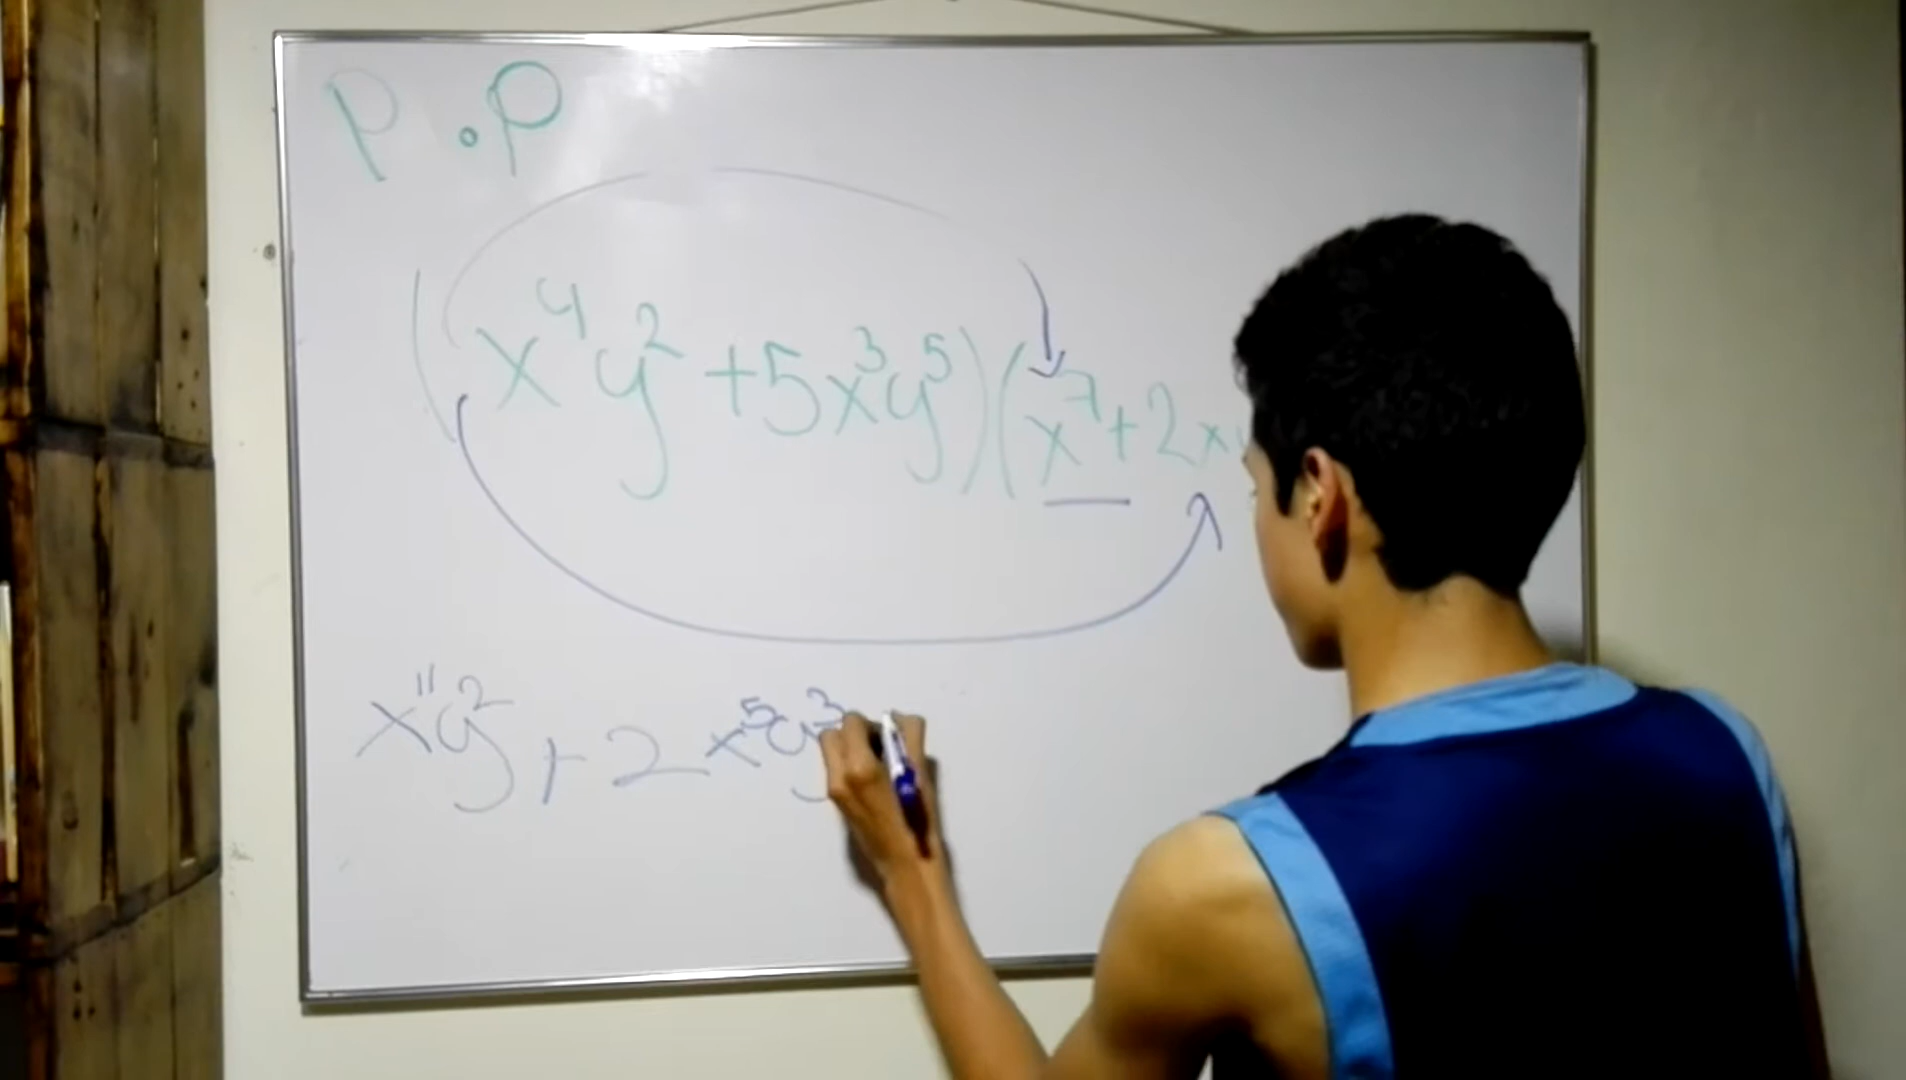 P . P
(x⁴y² + 5x³y⁵)(x⁷ + 2x
x¹¹y² + 2x⁵y³